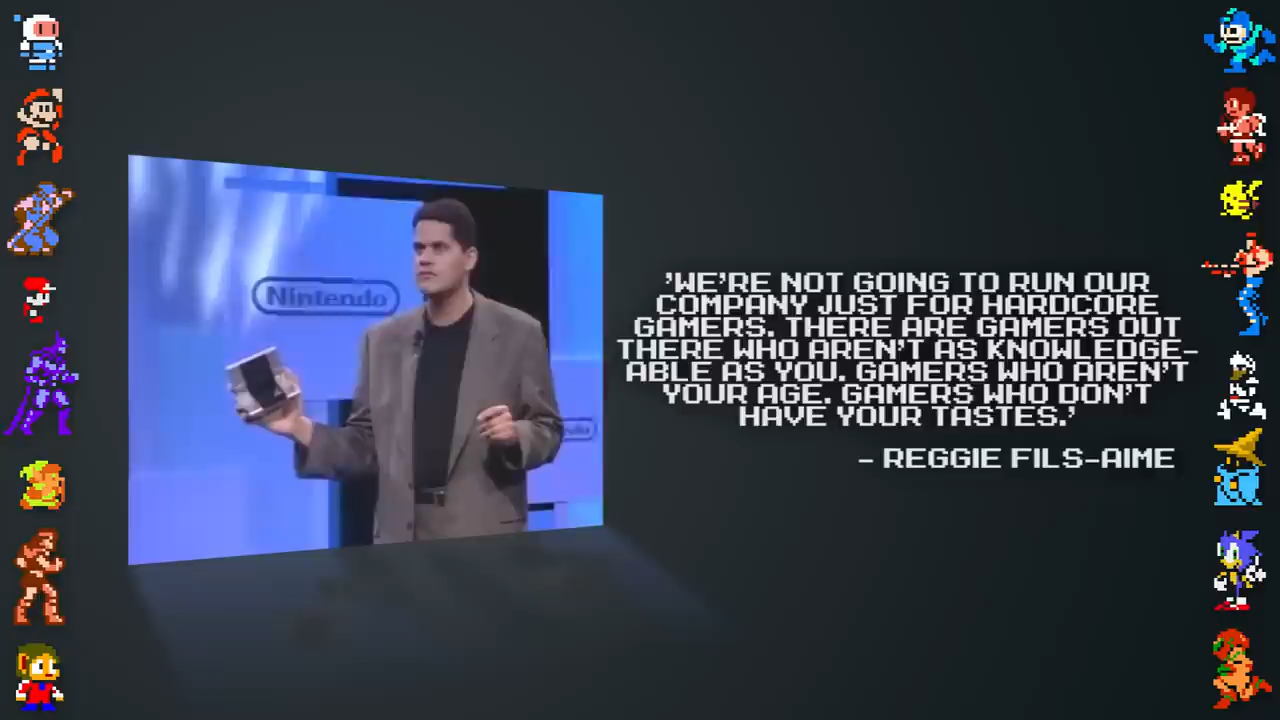 Nintendo
'WE'RE NOT GOING TO RUN OUR
COMPANY JUST FOR HARDCORE
GAMERS. THERE ARE GAMERS OUT
THERE WHO AREN'T AS KNOWLEDGE-
ABLE AS YOU. GAMERS WHO AREN'T
YOUR AGE. GAMERS WHO DON'T
HAVE YOUR TASTES.'
- REGGIE FILS-AIME